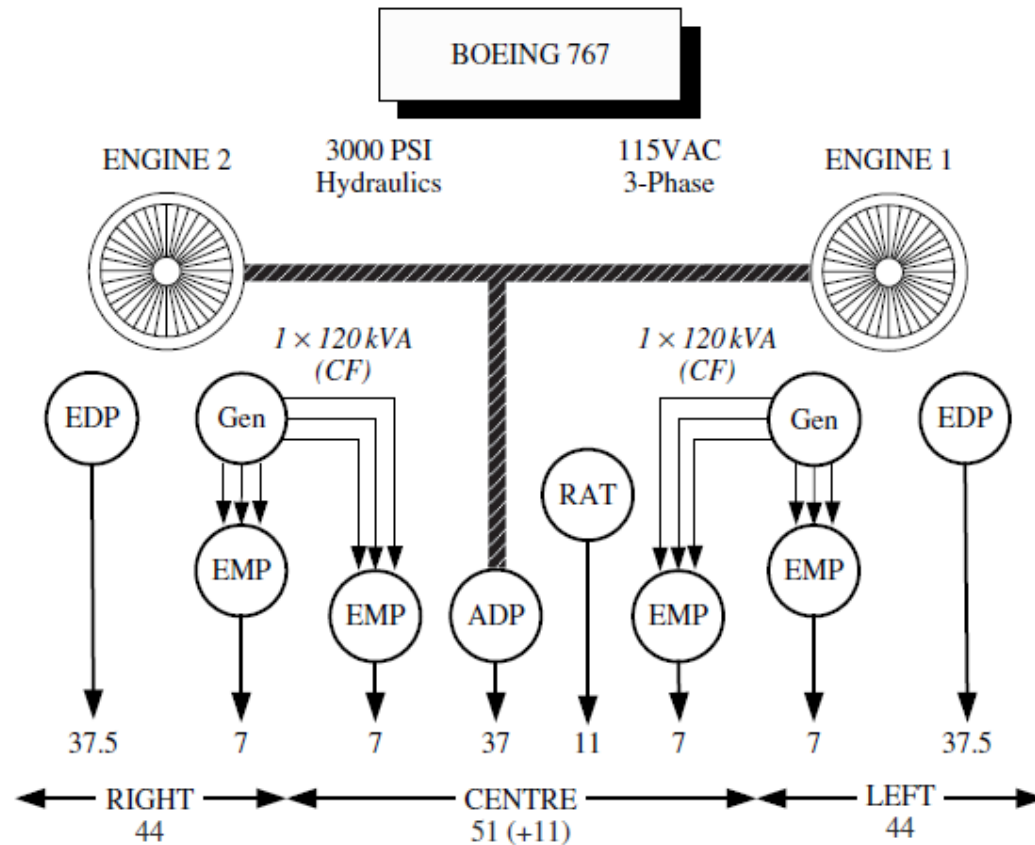 BOEING 767
ENGINE 2
3000 PSI
Hydraulics
115VAC
3-Phase
ENGINE 1
1 × 120 kVA
(CF)
1 × 120 kVA
(CF)
EDP
Gen
Gen
EDP
RAT
EMP
EMP
EMP
ADP
EMP
37.5
7
7
37
11
7
7
37.5
RIGHT
44
CENTRE
51 (+11)
LEFT
44